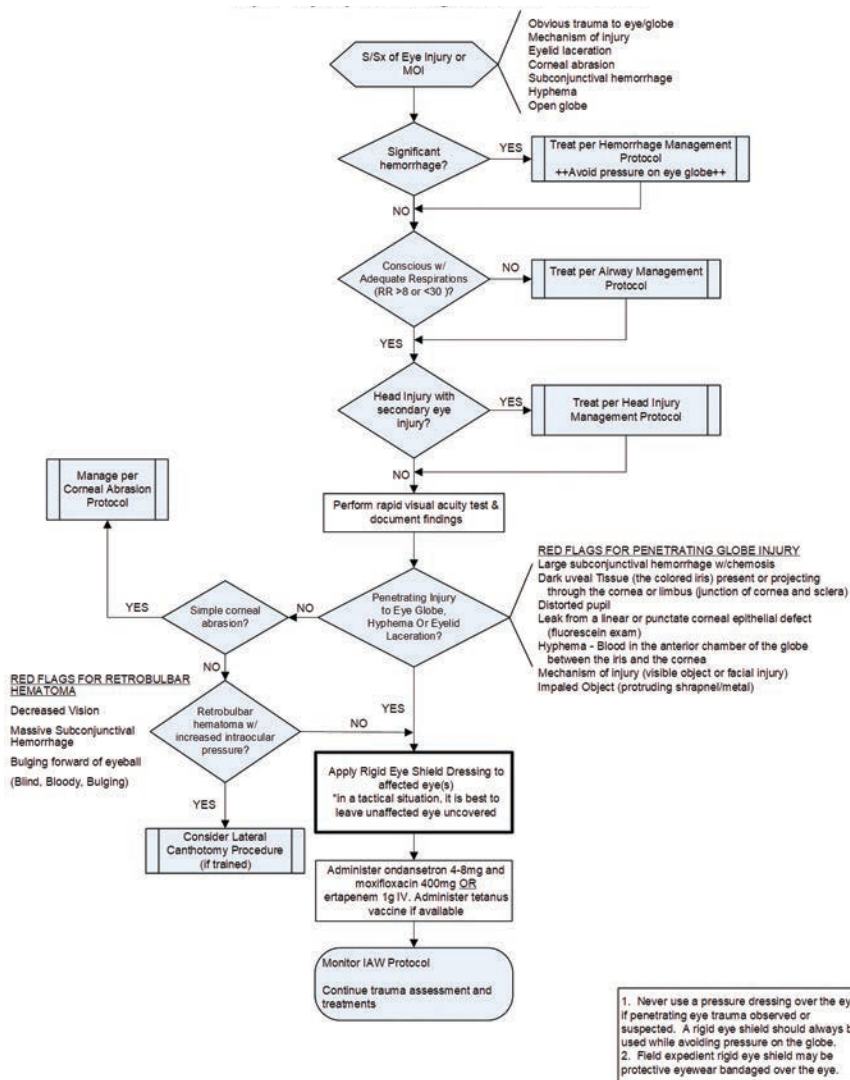 S/Sx of Eye Injury or
MOI
Obvious trauma to eye/globe
Mechanism of injury
Eyelid laceration
Corneal abrasion
Subconjunctival hemorrhage
Hyphema
Open globe
Significant
hemorrhage?
YES
Treat per Hemorrhage Management
Protocol
++Avoid pressure on eye globe++
NO
Conscious w/
Adequate Respirations
(RR >8 or <30 )?
NO
Treat per Airway Management
Protocol
YES
Head Injury with
secondary eye
injury?
YES
Treat per Head Injury
Management Protocol
NO
Manage per
Corneal Abrasion
Protocol
Perform rapid visual acuity test &
document findings
RED FLAGS FOR PENETRATING GLOBE INJURY
Large subconjunctival hemorrhage w/chemosis
Dark uveal Tissue (the colored iris) present or projecting
through the cornea or limbus (junction of cornea and sclera)
Distorted pupil
Leak from a linear or punctate corneal epithelial defect
(fluorescein exam)
Hyphema - Blood in the anterior chamber of the globe
between the iris and the cornea
Mechanism of injury (visible object or facial injury)
Impaled Object (protruding shrapnel/metal)
Penetrating Injury
to Eye Globe,
Hyphema Or Eyelid
Laceration?
NO
Simple corneal
abrasion?
YES
NO
RED FLAGS FOR RETROBULBAR
HEMATOMA
Decreased Vision
Massive Subconjunctival
Hemorrhage
Bulging forward of eyeball
(Blind, Bloody, Bulging)
Retrobulbar
hematoma w/
increased intraocular
pressure?
NO
YES
YES
Consider Lateral
Canthotomy Procedure
(if trained)
Apply Rigid Eye Shield Dressing to
affected eye(s)
*in a tactical situation, it is best to
leave unaffected eye uncovered
Administer ondansetron 4-8mg and
moxifloxacin 400mg OR
ertapenem 1g IV. Administer tetanus
vaccine if available
Monitor IAW Protocol
Continue trauma assessment and
treatments
1. Never use a pressure dressing over the ey
if penetrating eye trauma observed or
suspected. A rigid eye shield should always b
used while avoiding pressure on the globe.
2. Field expedient rigid eye shield may be
protective eyewear bandaged over the eye.